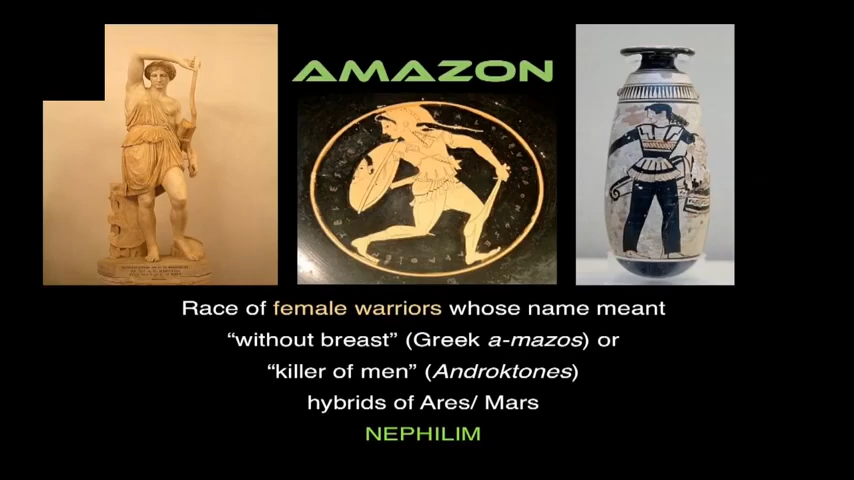 AMAZON
Race of female warriors whose name meant
“without breast” (Greek a-mazos) or
“killer of men” (Androktones)
hybrids of Ares/ Mars
NEPHILIM